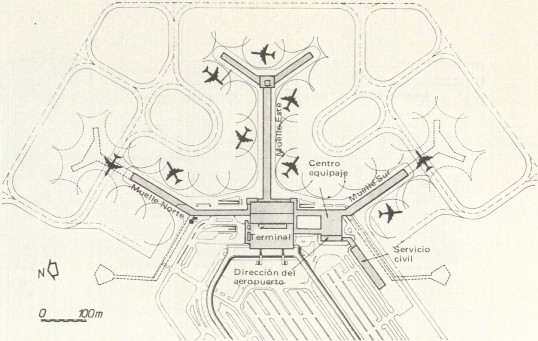 Muelle Este
Centro
equipaje
Muelle Sur
Muelle Norte
Terminal
Servicio
civil
Dirección del
aeropuerto
N
0 100m